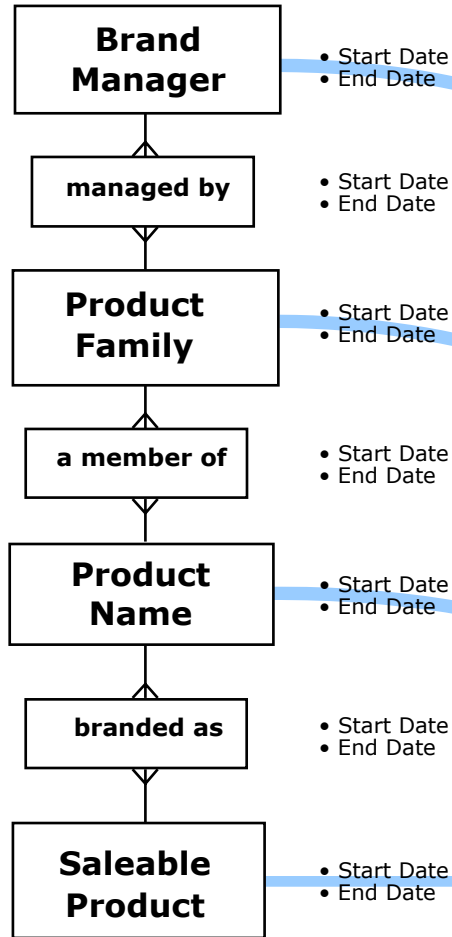 Brand
Manager
• Start Date
• End Date
managed by
• Start Date
• End Date
Product
Family
• Start Date
• End Date
a member of
• Start Date
• End Date
Product
Name
• Start Date
• End Date
branded as
• Start Date
• End Date
Saleable
Product
• Start Date
• End Date